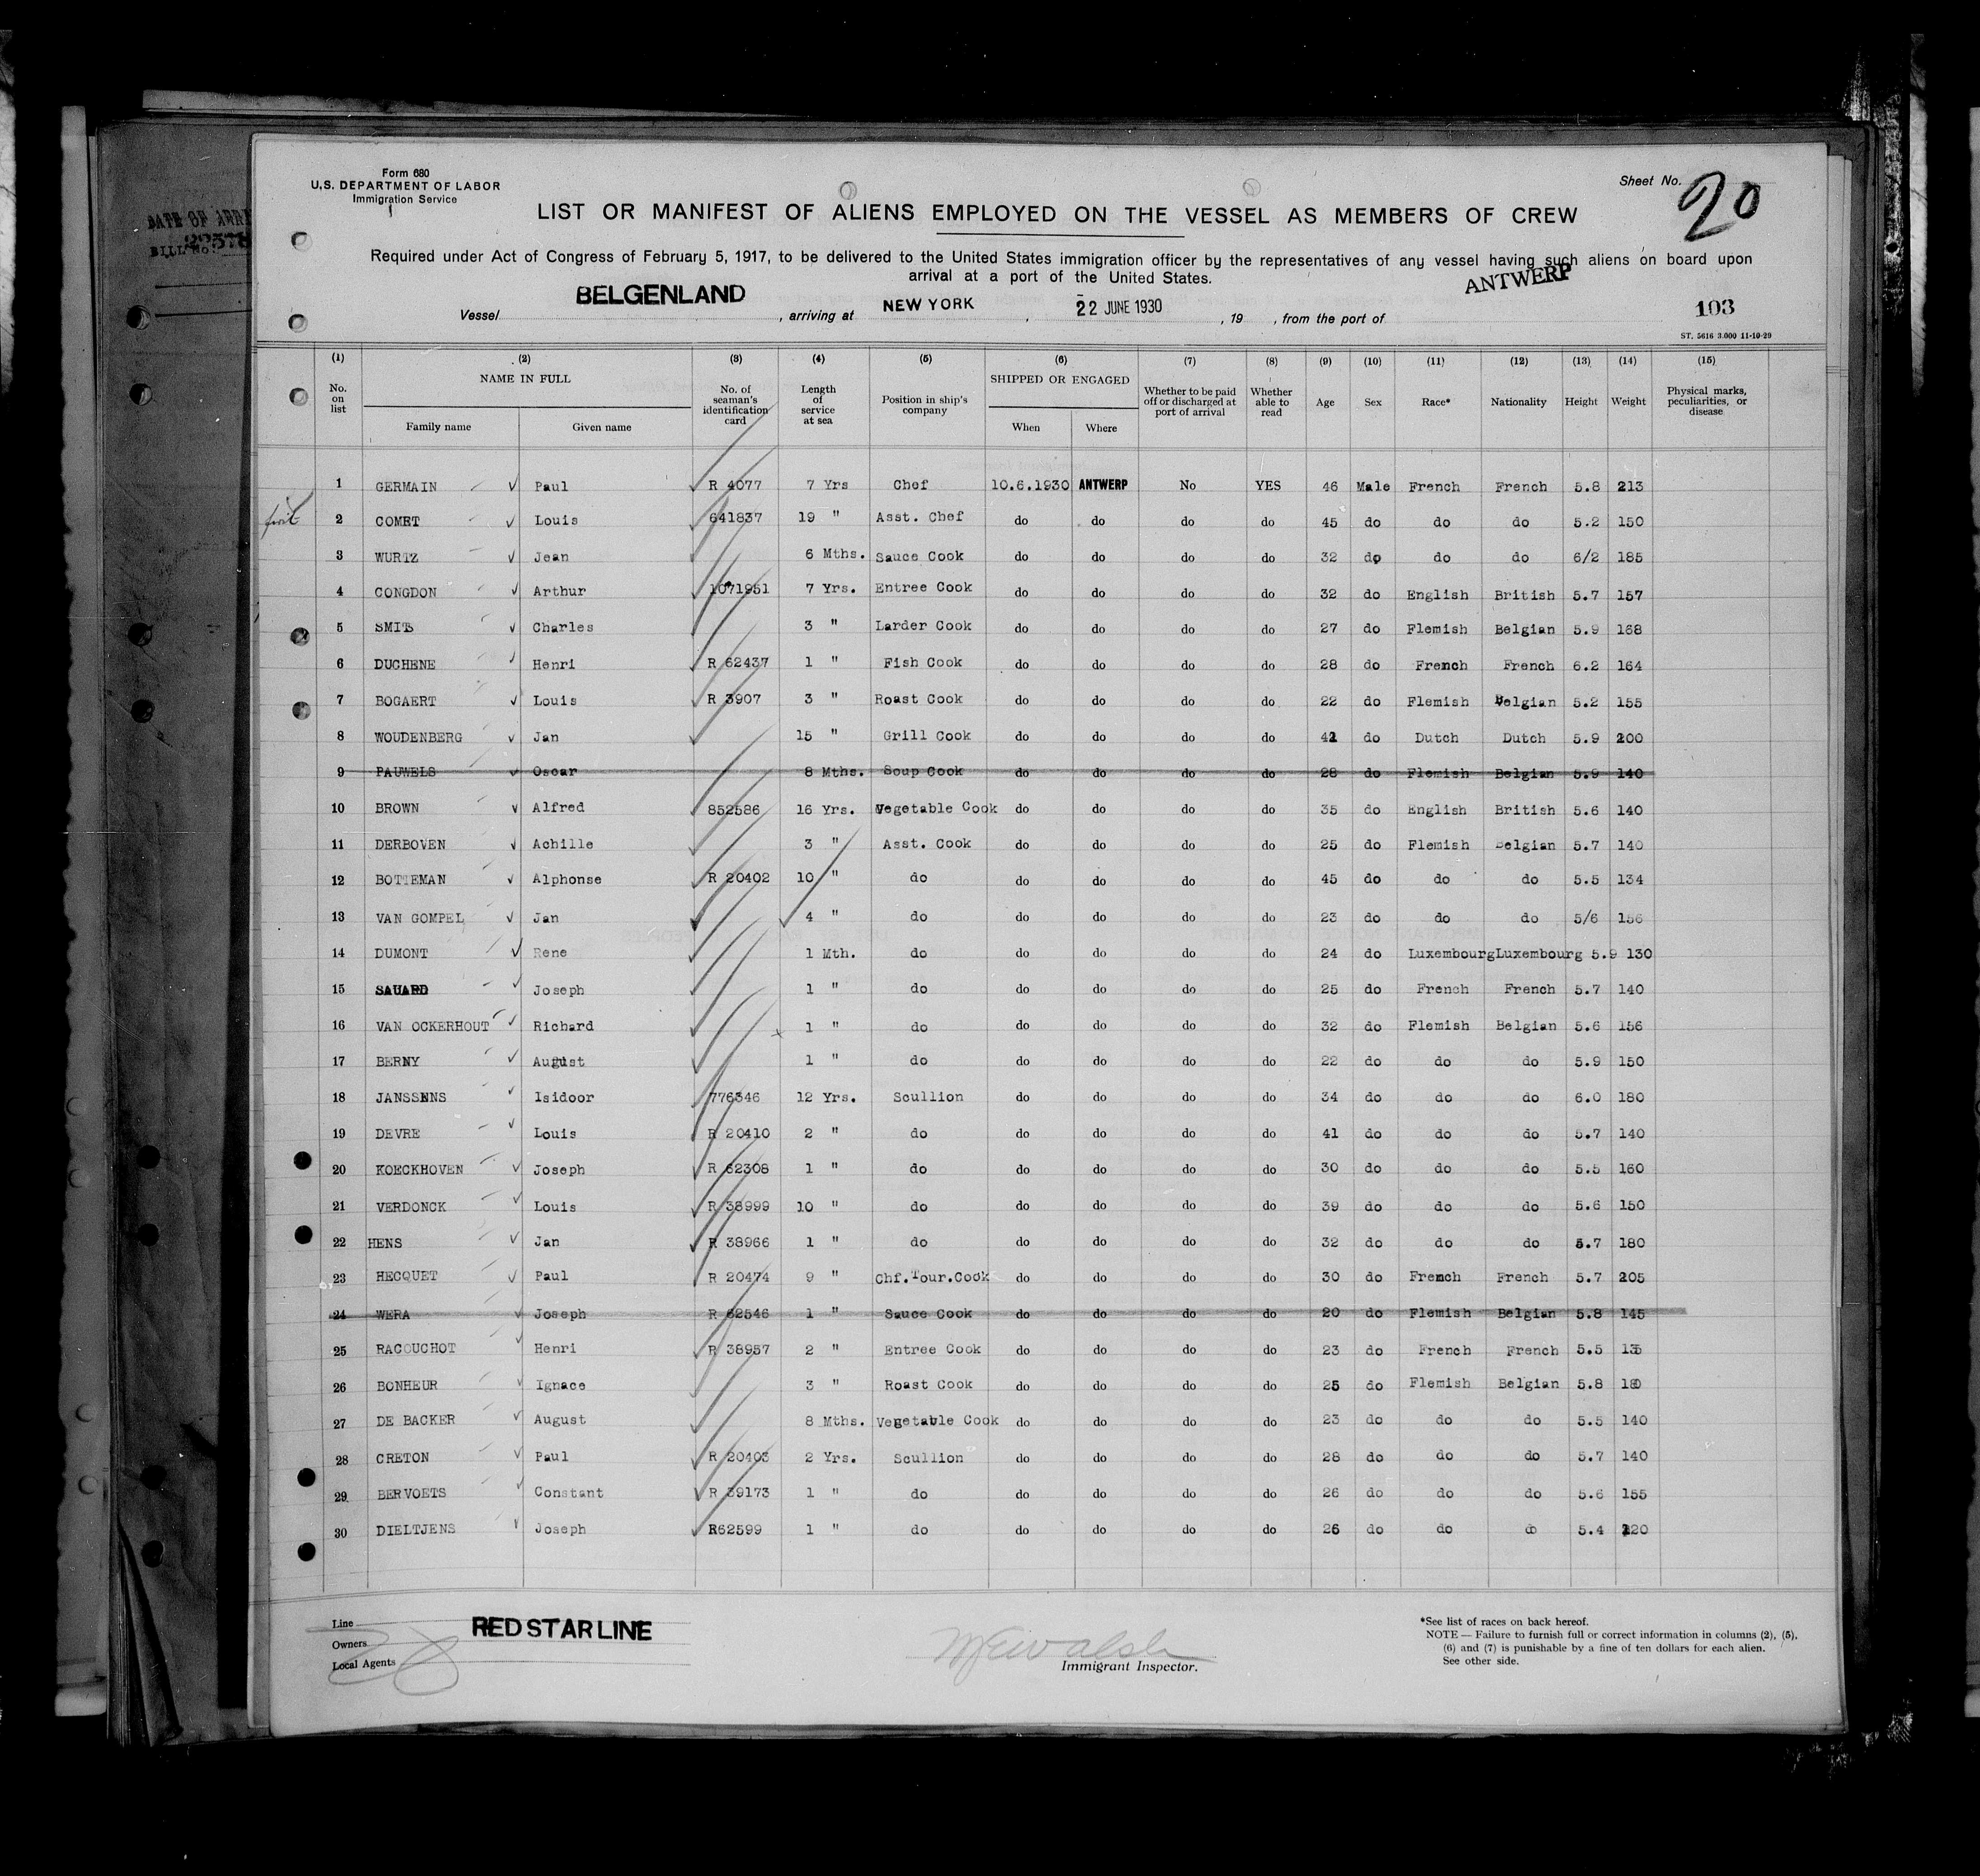 Form 680
U.S. DEPARTMENT OF LABOR
Immigration Service
Sheet No. 20
LIST OR MANIFEST OF ALIENS EMPLOYED ON THE VESSEL AS MEMBERS OF CREW
Required under Act of Congress of February 5, 1917, to be delivered to the United States immigration officer by the representatives of any vessel having such aliens on board upon
arrival at a port of the United States.
Vessel BELGENLAND, arriving at NEW YORK, 22 JUNE 1930, 19 , from the port of ANTWERP
103
ST. 5616 3.000 11-10-29
(1) (2) (3) (4) (5) (6) (7) (8) (9) (10) (11) (12) (13) (14) (15)
No. on list NAME IN FULL Family name Given name No. of seaman's identification card Length of service at sea Position in ship's company SHIPPED OR ENGAGED When Where Whether to be paid off or discharged at port of arrival Whether able to read Age Sex Race* Nationality Height Weight Physical marks, peculiarities, or disease
1 GERMAIN Paul R 4077 7 Yrs Chef 10.6.1930 ANTWERP No YES 46 Male French French 5.8 213
2 COMET Louis 641837 19 " Asst. Chef do do do do 45 do do do 5.2 150
3 WURTZ Jean 6 Mths. Sauce Cook do do do do 32 do do do 6/2 185
4 CONGDON Arthur 1071951 7 Yrs. Entree Cook do do do do 32 do English British 5.7 157
5 SMITS Charles 3 " Larder Cook do do do do 27 do Flemish Belgian 5.9 168
6 DUCHENE Henri R 62437 1 " Fish Cook do do do do 28 do French French 6.2 164
7 BOGAERT Louis R 3907 3 " Roast Cook do do do do 22 do Flemish Belgian 5.2 155
8 WOUDENBERG Jan 15 " Grill Cook do do do do 42 do Dutch Dutch 5.9 200
9 PAUWELS Oscar 8 Mths. Soup Cook do do do do 28 do Flemish Belgian 5.9 140
10 BROWN Alfred 852586 16 Yrs. Vegetable Cook do do do do 35 do English British 5.6 140
11 DERBOVEN Achille 3 " Asst. Cook do do do do 25 do Flemish Belgian 5.7 140
12 BOTTEMAN Alphonse R 20402 10 " do do do do do 45 do do do 5.5 134
13 VAN GOMPEL Jan 4 " do do do do do 23 do do do 5/6 156
14 DUMONT Rene 1 Mth. do do do do do 24 do Luxembourg Luxembourg 5.9 130
15 SAUARD Joseph 1 " do do do do do 25 do French French 5.7 140
16 VAN OCKERHOUT Richard 1 " do do do do do 32 do Flemish Belgian 5.6 156
17 BERNY August 1 " do do do do do 22 do do do 5.9 150
18 JANSSENS Isidoor 776346 12 Yrs. Scullion do do do do 34 do do do 6.0 180
19 DEVRE Louis R 20410 2 " do do do do do 41 do do do 5.7 140
20 KOECKHOVEN Joseph R 62308 1 " do do do do do 30 do do do 5.5 160
21 VERDONCK Louis R 38999 10 " do do do do do 39 do do do 5.6 150
22 HENS Jan R 38966 1 " do do do do do 32 do do do 5.7 180
23 HECQUET Paul R 20474 9 " Chf.Tour.Cook do do do do 30 do French French 5.7 205
24 WERA Joseph R 62546 1 " Sauce Cook do do do do 20 do Flemish Belgian 5.8 145
25 RACOUCHOT Henri R 38957 2 " Entree Cook do do do do 23 do French French 5.5
26 BONHEUR Ignace 3 " Roast Cook do do do do 25 do Flemish Belgian 5.8
27 DE BACKER August 8 Mths. Vegetable Cook do do do do 23 do do do 5.5 140
28 CRETON Paul R 20403 2 Yrs. Scullion do do do do 28 do do do 5.7 140
29 BERVOETS Constant R 39173 1 " do do do do do 26 do do do 5.6 155
30 DIELTJENS Joseph R62599 1 " do do do do do 26 do do do 5.4
Line RED STAR LINE
Owners
Local Agents
Immigrant Inspector.
*See list of races on back hereof.
NOTE — Failure to furnish full or correct information in columns (2), (5),
(6) and (7) is punishable by a fine of ten dollars for each alien.
See other side.